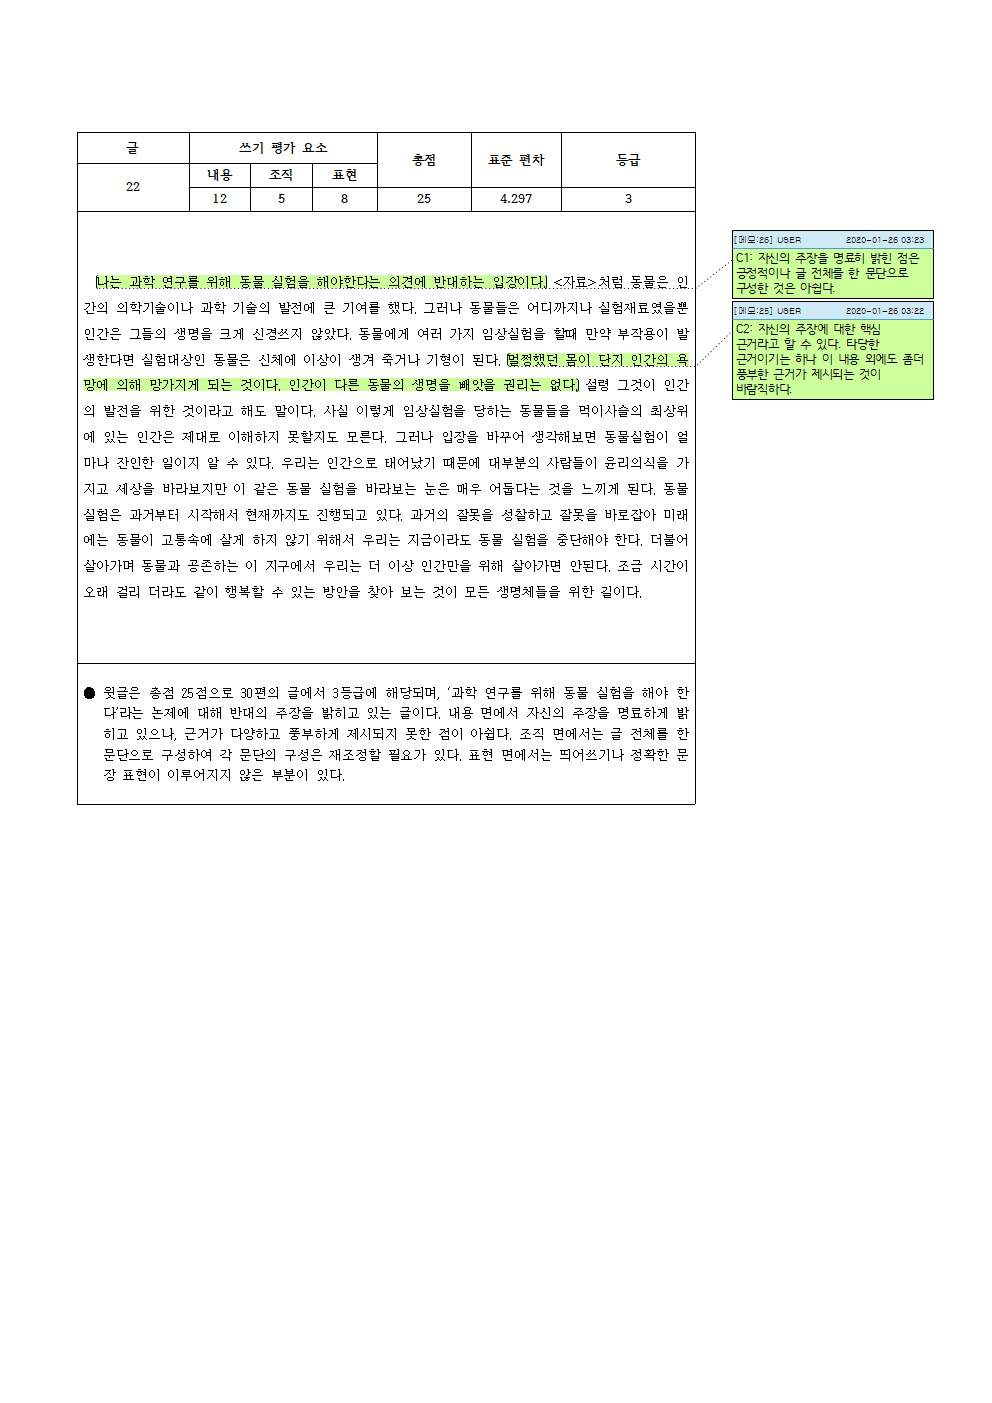 글 쓰기 평가 요소 총점 표준 편차 등급
22 내용 조직 표현
12 5 8 25 4.297 3
나는 과학 연구를 위해 동물 실험을 해야한다는 의견에 반대하는 입장이다. <자료>처럼 동물은 인
간의 의학기술이나 과학 기술의 발전에 큰 기여를 했다. 그러나 동물들은 어디까지나 실험재료였을뿐
인간은 그들의 생명을 크게 신경쓰지 않았다. 동물에게 여러 가지 임상실험을 할때 만약 부작용이 발
생한다면 실험대상인 동물은 신체에 이상이 생겨 죽거나 기형이 된다. 멀쩡했던 몸이 단지 인간의 욕
망에 의해 망가지게 되는 것이다. 인간이 다른 동물의 생명을 빼앗을 권리는 없다. 설령 그것이 인간
의 발전을 위한 것이라고 해도 말이다. 사실 이렇게 임상실험을 당하는 동물들을 먹이사슬의 최상위
에 있는 인간은 제대로 이해하지 못할지도 모른다. 그러나 입장을 바꾸어 생각해보면 동물실험이 얼
마나 잔인한 일이지 알 수 있다. 우리는 인간으로 태어났기 때문에 대부분의 사람들이 윤리의식을 가
지고 세상을 바라보지만 이 같은 동물 실험을 바라보는 눈은 매우 어둡다는 것을 느끼게 된다. 동물
실험은 과거부터 시작해서 현재까지도 진행되고 있다. 과거의 잘못을 성찰하고 잘못을 바로잡아 미래
에는 동물이 고통속에 살게 하지 않기 위해서 우리는 지금이라도 동물 실험을 중단해야 한다. 더불어
살아가며 동물과 공존하는 이 지구에서 우리는 더 이상 인간만을 위해 살아가면 안된다. 조금 시간이
오래 걸리 더라도 같이 행복할 수 있는 방안을 찾아 보는 것이 모든 생명체들을 위한 길이다.
● 윗글은 총점 25점으로 30편의 글에서 3등급에 해당되며, '과학 연구를 위해 동물 실험을 해야 한
다'라는 논제에 대해 반대의 주장을 밝히고 있는 글이다. 내용 면에서 자신의 주장을 명료하게 밝
히고 있으나, 근거가 다양하고 풍부하게 제시되지 못한 점이 아쉽다. 조직 면에서는 글 전체를 한
문단으로 구성하여 각 문단의 구성은 재조정할 필요가 있다. 표현 면에서는 띄어쓰기나 정확한 문
장 표현이 이루어지지 않은 부분이 있다.
[메모:26] USER 2020-01-26 03:23
C1: 자신의 주장을 명료히 밝힌 점은
긍정적이나 글 전체를 한 문단으로
구성한 것은 아쉽다.
[메모:25] USER 2020-01-26 03:22
C2: 자신의 주장에 대한 핵심
근거라고 할 수 있다. 타당한
근거이기는 하나 이 내용 외에도 좀더
풍부한 근거가 제시되는 것이
바람직하다.